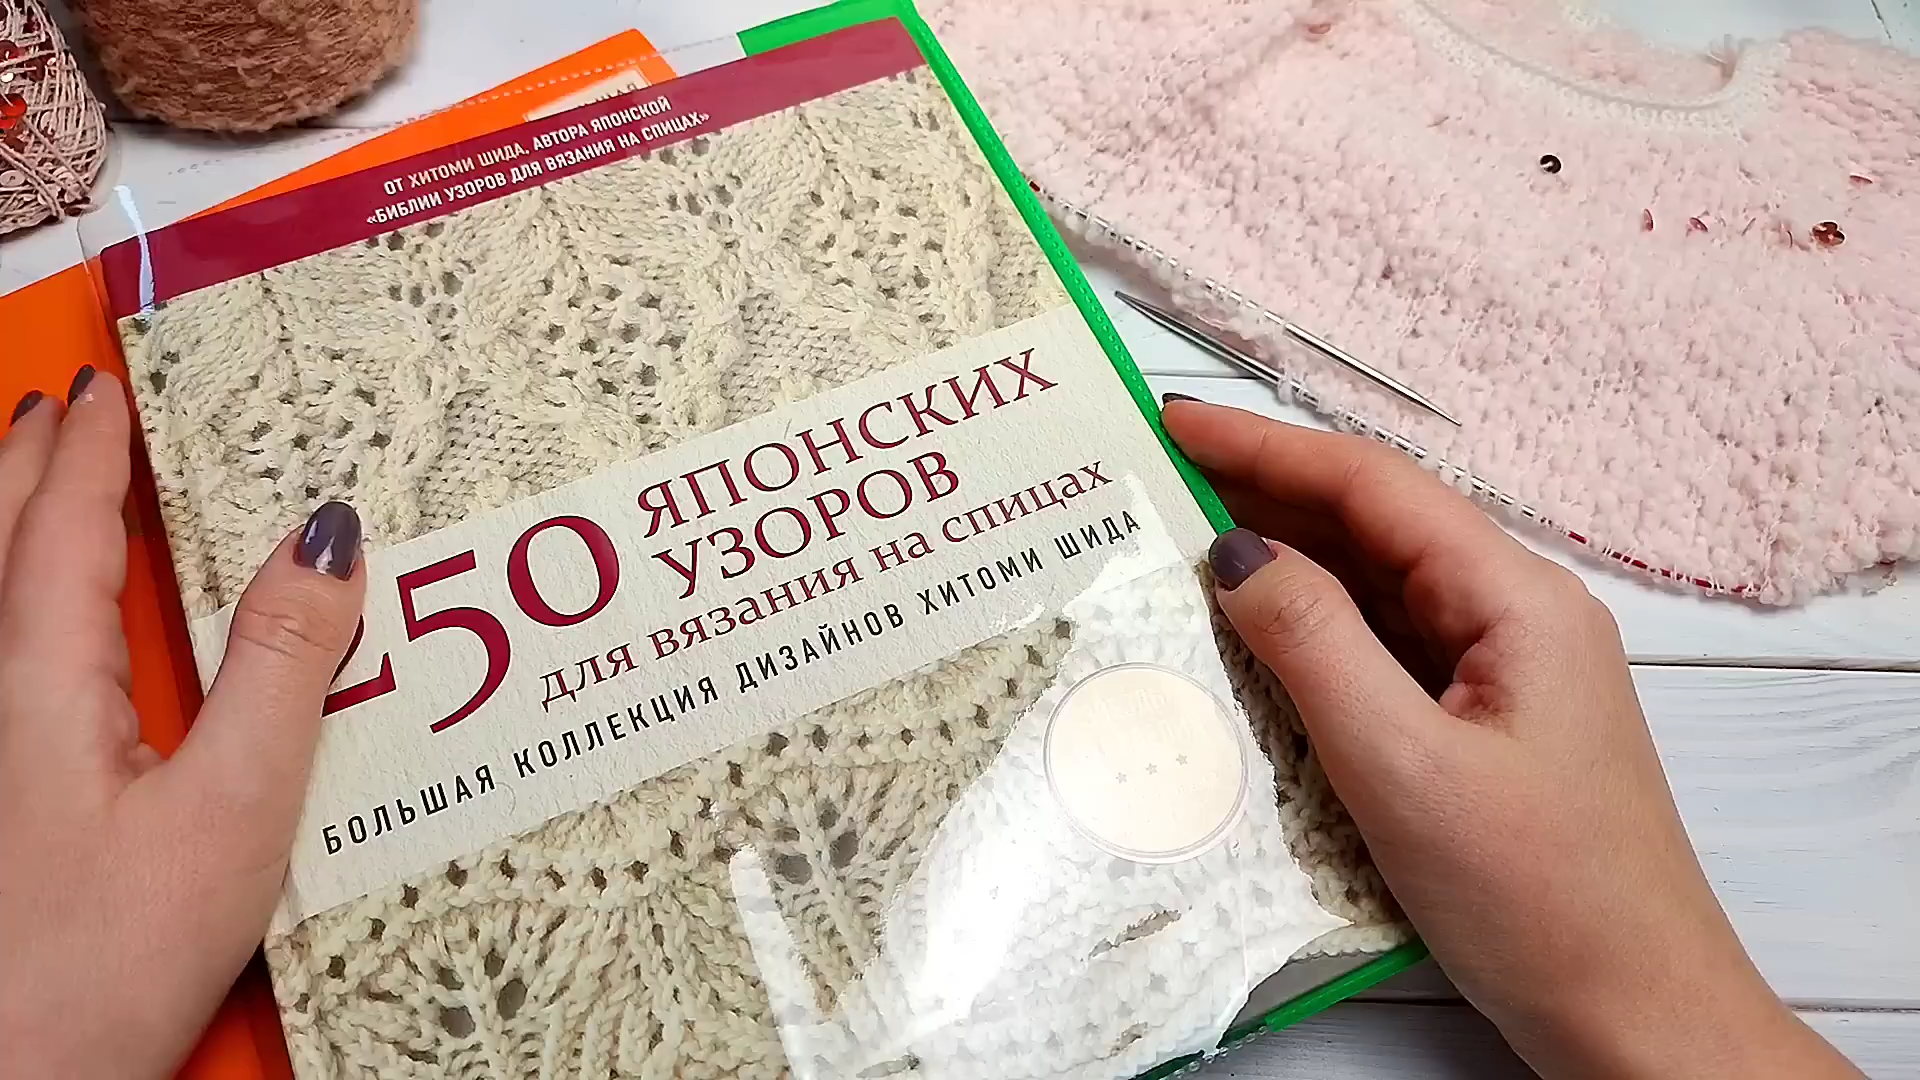 ОТ ХИТОМИ ШИДА, АВТОРА ЯПОНСКОЙ
«БИБЛИИ УЗОРОВ ДЛЯ ВЯЗАНИЯ НА СПИЦАХ»
250 ЯПОНСКИХ
УЗОРОВ
для вязания на спицах
БОЛЬШАЯ КОЛЛЕКЦИЯ ДИЗАЙНОВ ХИТОМИ ШИДА